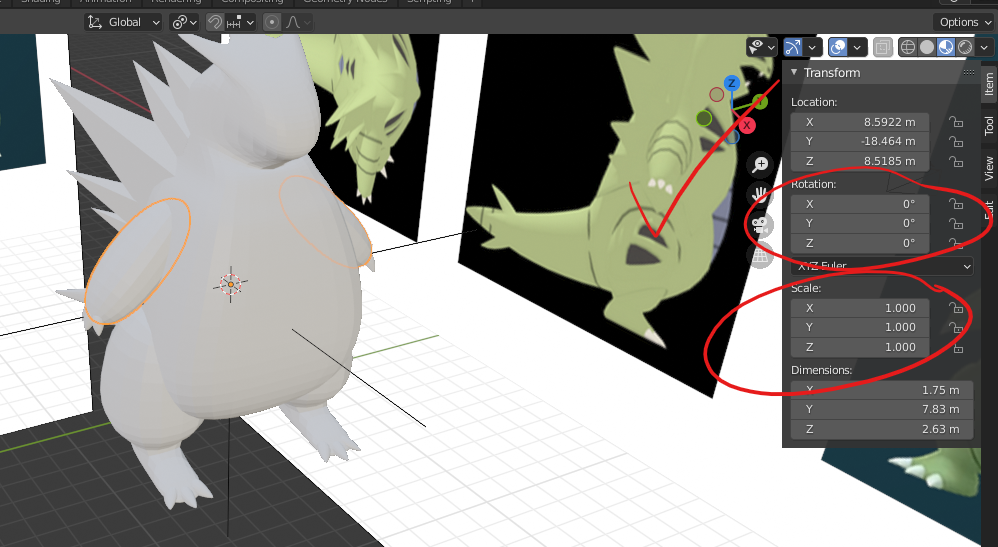 Shading Animation Rendering Compositing Geometry Nodes Scripting +
Global
Options
Z
X
Transform
Item
Tool
View
Location:
X 8.5922 m
Y -18.464 m
Z 8.5185 m
Rotation:
X 0°
Y 0°
Z 0°
XYZ Euler
Scale:
X 1.000
Y 1.000
Z 1.000
Dimensions:
X 1.75 m
Y 7.83 m
Z 2.63 m